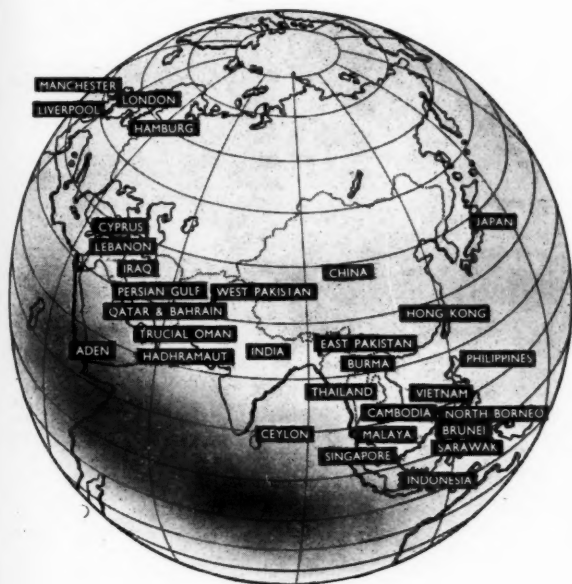 MANCHESTER
LONDON
LIVERPOOL
HAMBURG
CYPRUS
JAPAN
LEBANON
IRAQ
CHINA
PERSIAN GULF
WEST PAKISTAN
QATAR & BAHRAIN
HONG KONG
TRUCIAL OMAN
EAST PAKISTAN
ADEN
HADHRAMAUT
INDIA
BURMA
PHILIPPINES
THAILAND
VIETNAM
CAMBODIA
NORTH BORNEO
CEYLON
MALAYA
BRUNEI
SARAWAK
SINGAPORE
INDONESIA